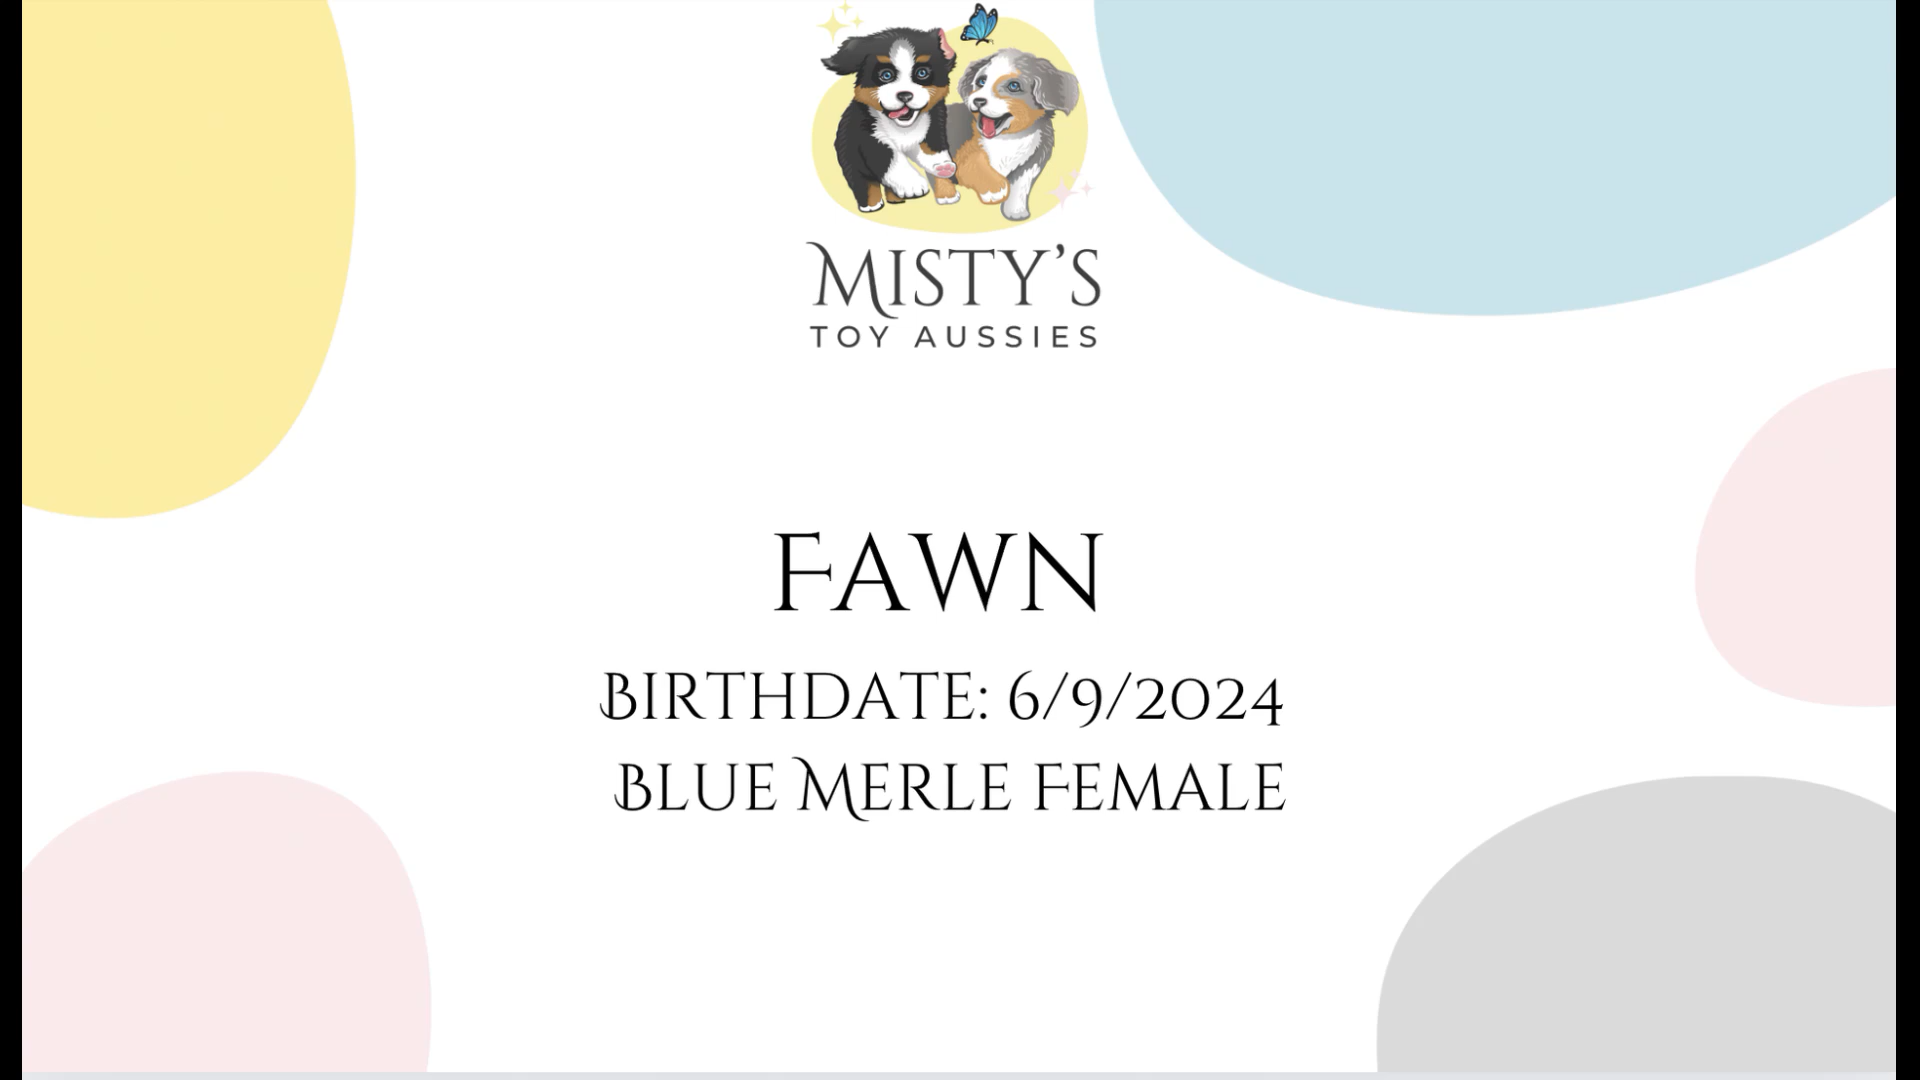 MISTY'S
TOY AUSSIES
FAWN
BIRTHDATE: 6/9/2024
BLUE MERLE FEMALE